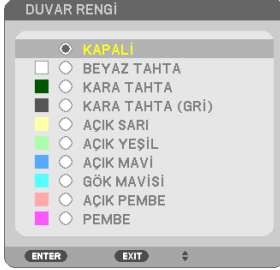 DUVAR RENGİ
KAPALI
BEYAZ TAHTA
KARA TAHTA
KARA TAHTA (GRİ)
AÇIK SARI
AÇIK YEŞİL
AÇIK MAVİ
GÖK MAVİSİ
AÇIK PEMBE
PEMBE
ENTER EXIT